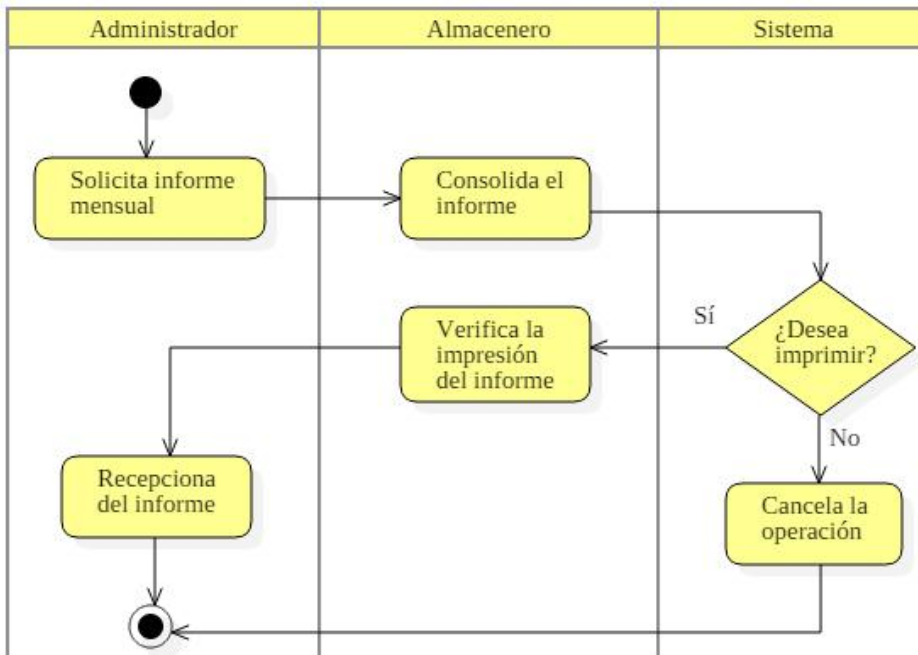 Administrador
Almacenero
Sistema
Solicita informe
mensual
Consolida el
informe
¿Desea
imprimir?
Sí
No
Verifica la
impresión
del informe
Recepciona
del informe
Cancela la
operación